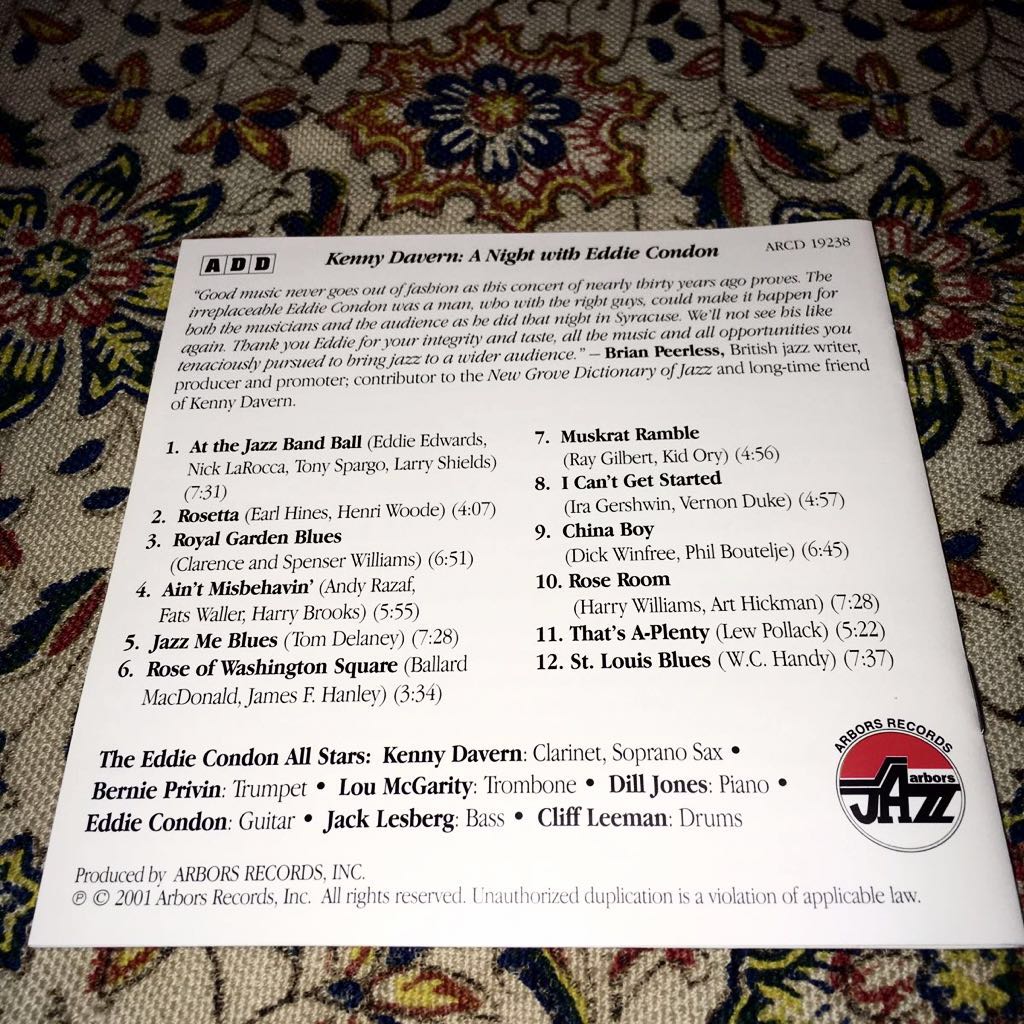 ADD
Kenny Davern: A Night with Eddie Condon
ARCD 19238
"Good music never goes out of fashion as this concert of nearly thirty years ago proves. The
irreplaceable Eddie Condon was a man, who with the right guys, could make it happen for
both the musicians and the audience as he did that night in Syracuse. We'll not see his like
again. Thank you Eddie for your integrity and taste, all the music and all opportunities you
tenaciously pursued to bring jazz to a wider audience." – Brian Peerless, British jazz writer,
producer and promoter; contributor to the New Grove Dictionary of Jazz and long-time friend
of Kenny Davern.
1. At the Jazz Band Ball (Eddie Edwards,
Nick LaRocca, Tony Spargo, Larry Shields)
(7:31)
2. Rosetta (Earl Hines, Henri Woode) (4:07)
3. Royal Garden Blues
(Clarence and Spenser Williams) (6:51)
4. Ain't Misbehavin' (Andy Razaf,
Fats Waller, Harry Brooks) (5:55)
5. Jazz Me Blues (Tom Delaney) (7:28)
6. Rose of Washington Square (Ballard
MacDonald, James F. Hanley) (3:34)
7. Muskrat Ramble
(Ray Gilbert, Kid Ory) (4:56)
8. I Can't Get Started
(Ira Gershwin, Vernon Duke) (4:57)
9. China Boy
(Dick Winfree, Phil Boutelje) (6:45)
10. Rose Room
(Harry Williams, Art Hickman) (7:28)
11. That's A-Plenty (Lew Pollack) (5:22)
12. St. Louis Blues (W.C. Handy) (7:37)
The Eddie Condon All Stars: Kenny Davern: Clarinet, Soprano Sax •
Bernie Privin: Trumpet • Lou McGarity: Trombone • Dill Jones: Piano •
Eddie Condon: Guitar • Jack Lesberg: Bass • Cliff Leeman: Drums
ARBORS RECORDS
arbors
JAZZ
Produced by ARBORS RECORDS, INC.
℗ © 2001 Arbors Records, Inc. All rights reserved. Unauthorized duplication is a violation of applicable law.